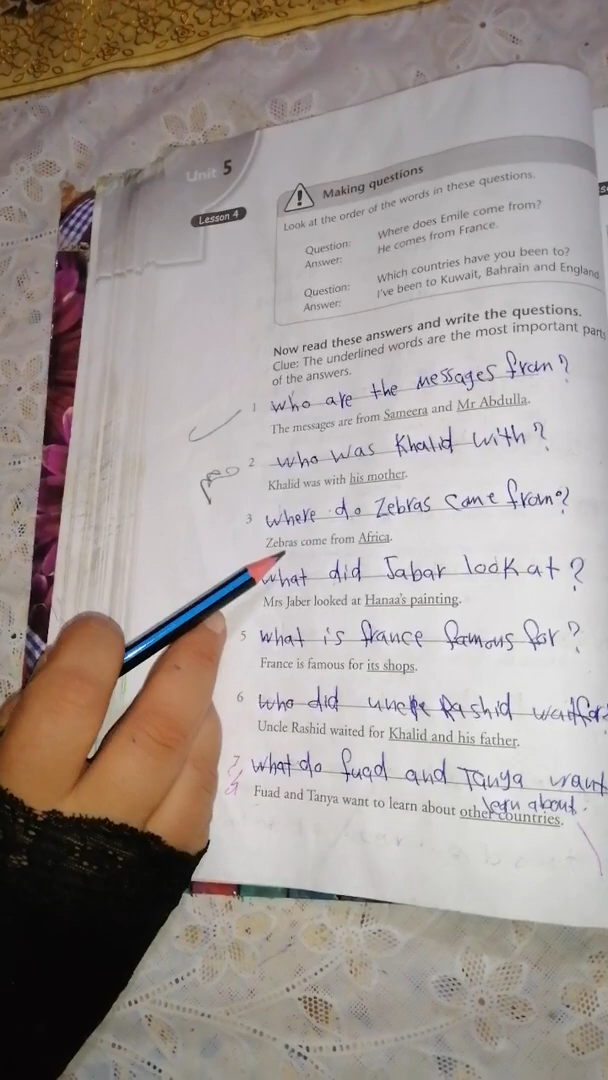 Unit 5
Lesson 4
Making questions
Look at the order of the words in these questions.
Question: Where does Emile come from?
Answer: He comes from France.
Question: Which countries have you been to?
Answer: I've been to Kuwait, Bahrain and England
Now read these answers and write the questions.
Clue: The underlined words are the most important parts
of the answers.
1 who are the messages from?
The messages are from Sameera and Mr Abdulla.
2 who was Khalid with?
Khalid was with his mother.
3 where do Zebras come from?
Zebras come from Africa.
what did Jabar look at?
Mrs Jaber looked at Hanaa's painting.
5 what is france famous for?
France is famous for its shops.
6 who did uncle Rashid waitfor?
Uncle Rashid waited for Khalid and his father.
7 what do fuad and Tanya want
learn about.
Fuad and Tanya want to learn about other countries.